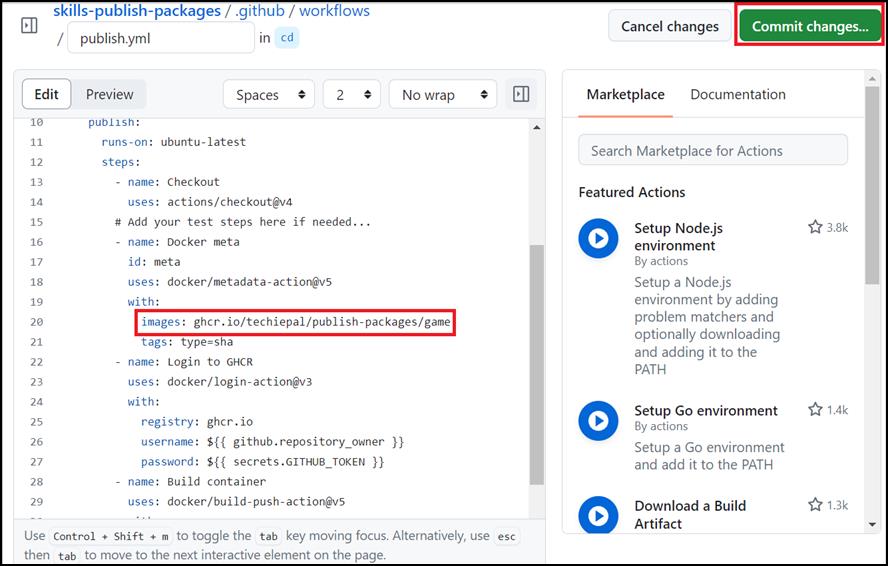 skills-publish-packages / .github / workflows
/ publish.yml in cd
Cancel changes
Commit changes...
Edit Preview
Spaces 2 No wrap
10 publish:
11 runs-on: ubuntu-latest
12 steps:
13 - name: Checkout
14 uses: actions/checkout@v4
15 # Add your test steps here if needed...
16 - name: Docker meta
17 id: meta
18 uses: docker/metadata-action@v5
19 with:
20 images: ghcr.io/techiepal/publish-packages/game
21 tags: type=sha
22 - name: Login to GHCR
23 uses: docker/login-action@v3
24 with:
25 registry: ghcr.io
26 username: ${{ github.repository_owner }}
27 password: ${{ secrets.GITHUB_TOKEN }}
28 - name: Build container
29 uses: docker/build-push-action@v5
Use Control + Shift + m to toggle the tab key moving focus. Alternatively, use esc
then tab to move to the next interactive element on the page.
Marketplace Documentation
Search Marketplace for Actions
Featured Actions
Setup Node.js 3.8k
environment
By actions
Setup a Node.js
environment by adding
problem matchers and
optionally downloading
and adding it to the
PATH
Setup Go environment 1.4k
By actions
Setup a Go environment
and add it to the PATH
Download a Build 1.3k
Artifact